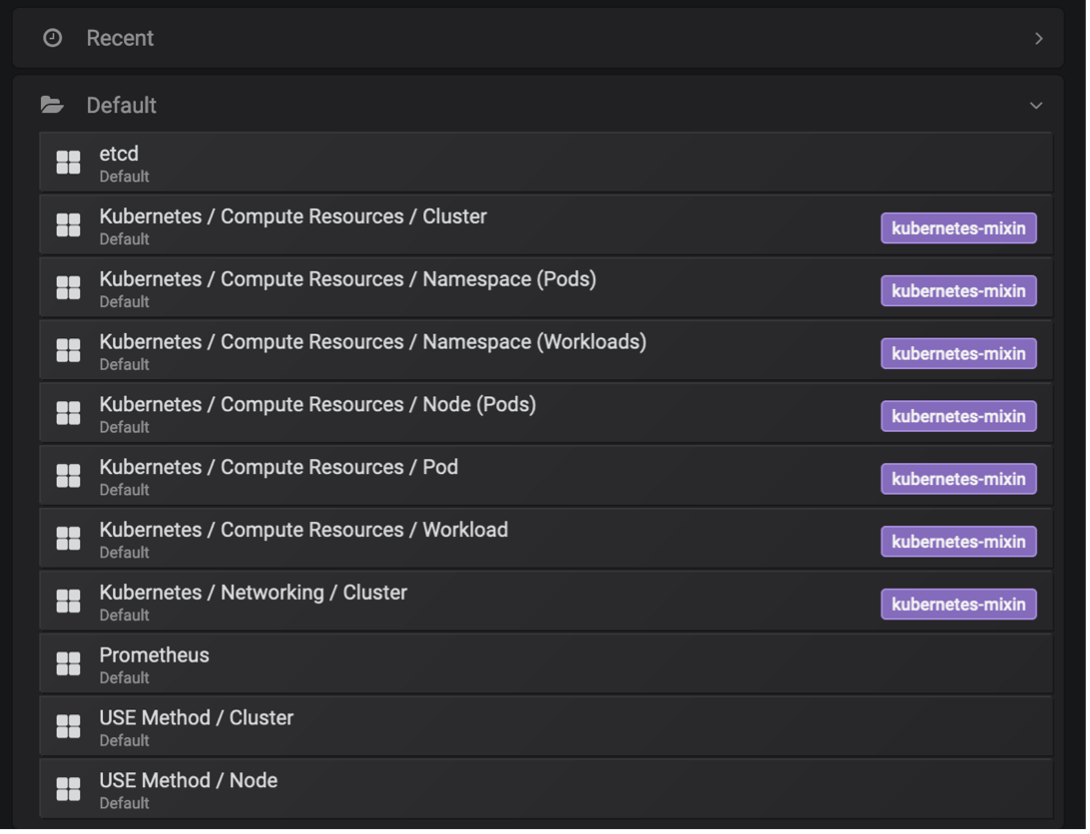 Recent
Default
etcd
Default
Kubernetes / Compute Resources / Cluster
Default
kubernetes-mixin
Kubernetes / Compute Resources / Namespace (Pods)
Default
kubernetes-mixin
Kubernetes / Compute Resources / Namespace (Workloads)
Default
kubernetes-mixin
Kubernetes / Compute Resources / Node (Pods)
Default
kubernetes-mixin
Kubernetes / Compute Resources / Pod
Default
kubernetes-mixin
Kubernetes / Compute Resources / Workload
Default
kubernetes-mixin
Kubernetes / Networking / Cluster
Default
kubernetes-mixin
Prometheus
Default
USE Method / Cluster
Default
USE Method / Node
Default